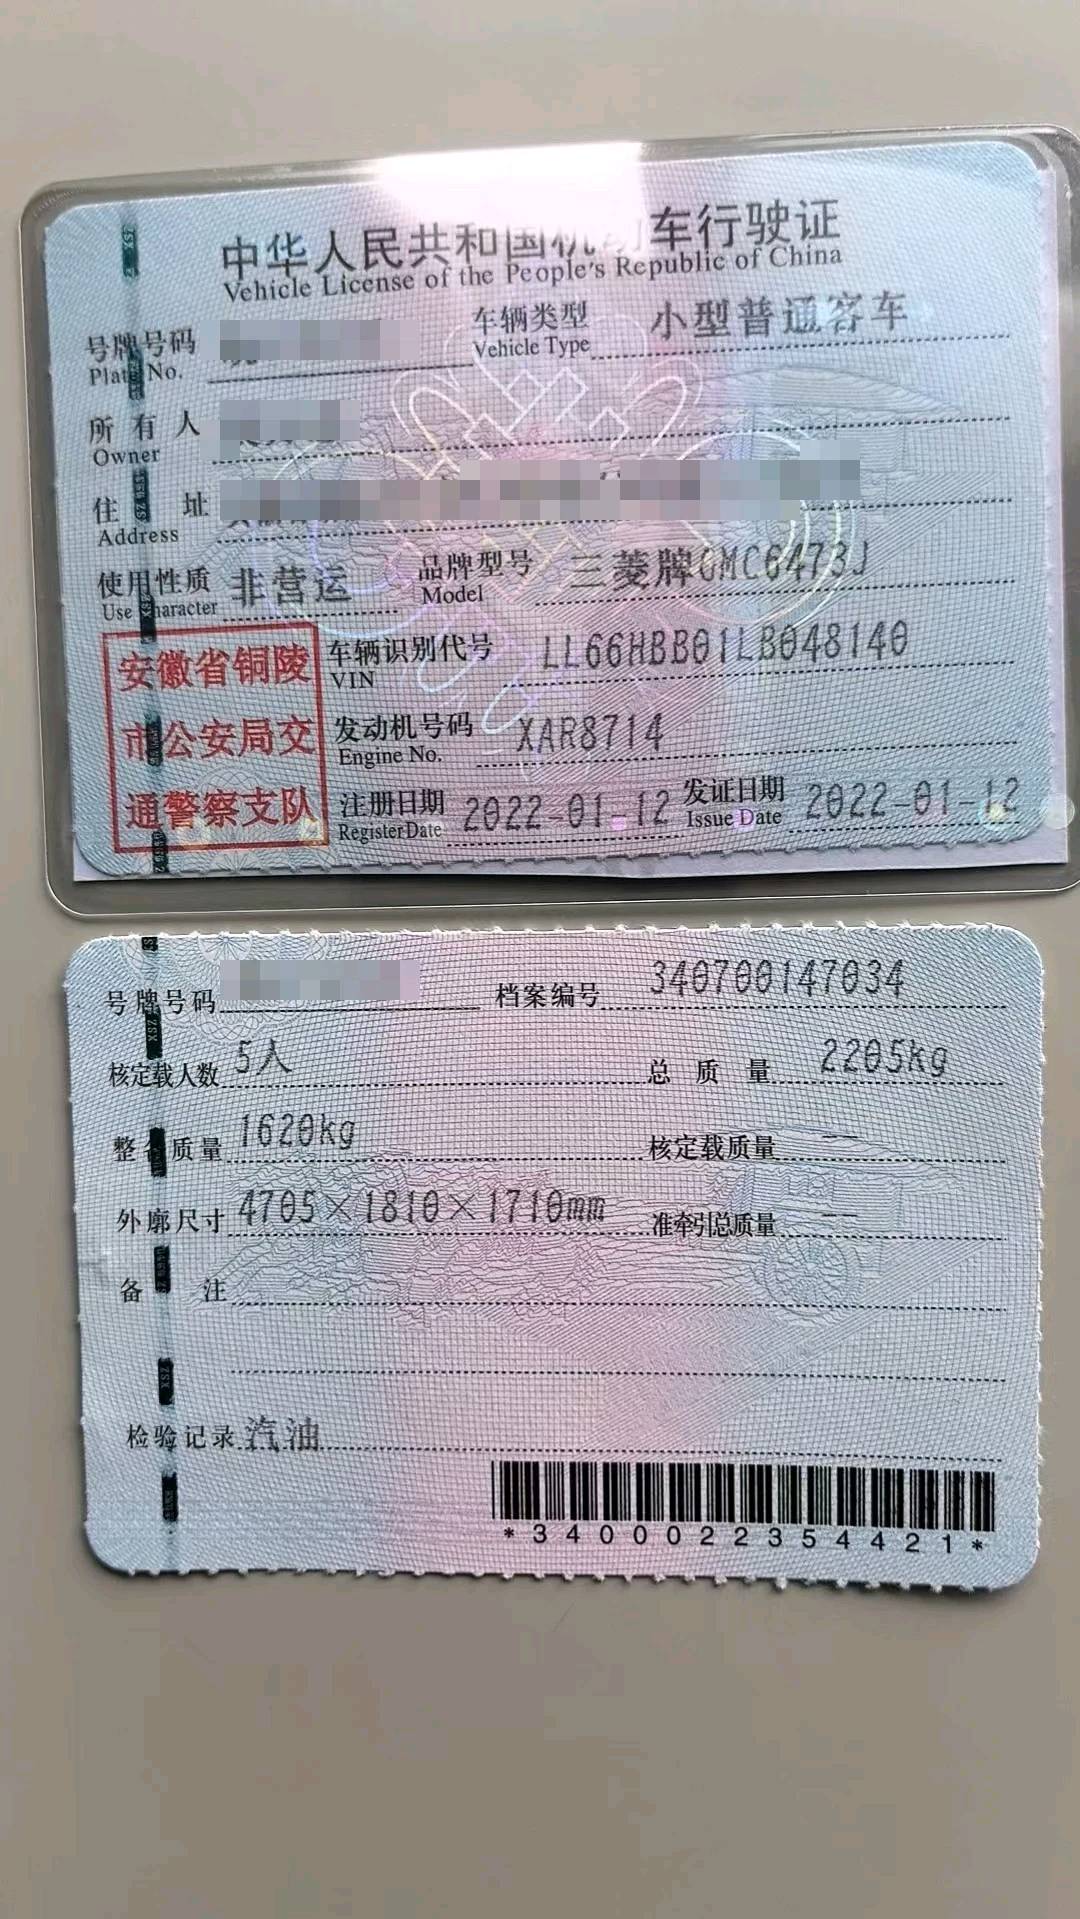 中华人民共和国机动车行驶证
Vehicle License of the People's Republic of China
号牌号码 车辆类型 小型普通客车
Plate No. Vehicle Type
所有人
Owner
住址
Address
使用性质 非营运 品牌型号 三菱牌GMC6473J
Use Character Model
安徽省铜陵
市公安局交
通警察支队
车辆识别代号 LL66HBB01LB048140
VIN
发动机号码 XAR8714
Engine No.
注册日期 2022-01-12 发证日期 2022-01-12
Register Date Issue Date
号牌号码 档案编号 340700147034
核定载人数 5人 总质量 2205kg
整备质量 1620kg 核定载质量 --
外廓尺寸 4705×1810×1710mm 准牵引总质量 --
备注
检验记录 汽油
*3400022354421*